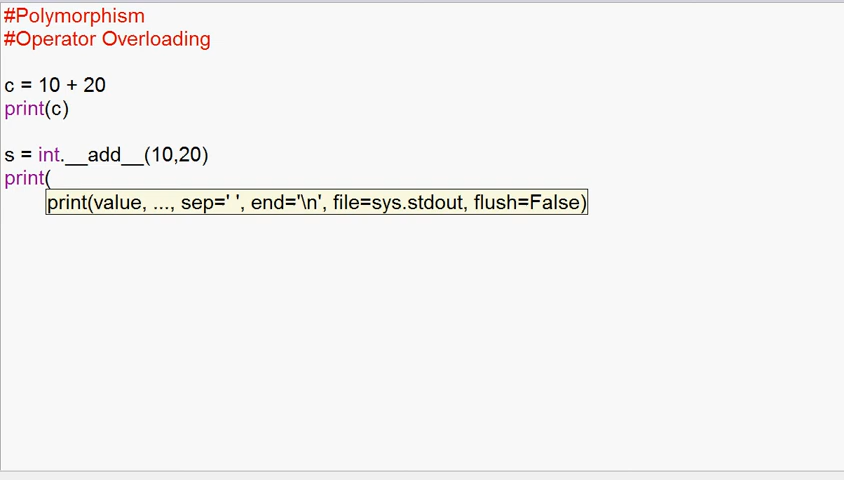 #Polymorphism
#Operator Overloading
c = 10 + 20
print(c)
s = int.__add__(10,20)
print(
print(value, ..., sep=' ', end='\n', file=sys.stdout, flush=False)